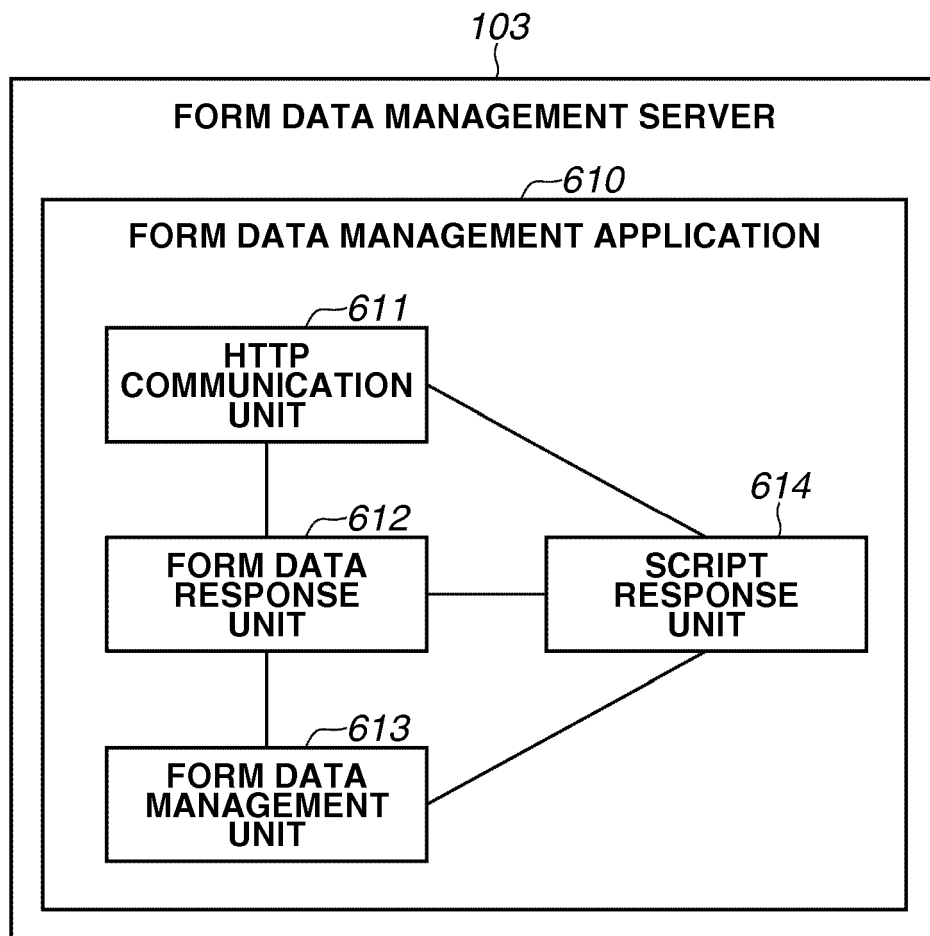 103
FORM DATA MANAGEMENT SERVER
610
FORM DATA MANAGEMENT APPLICATION
611
HTTP
COMMUNICATION
UNIT
612
FORM DATA
RESPONSE
UNIT
614
SCRIPT
RESPONSE
UNIT
613
FORM DATA
MANAGEMENT
UNIT